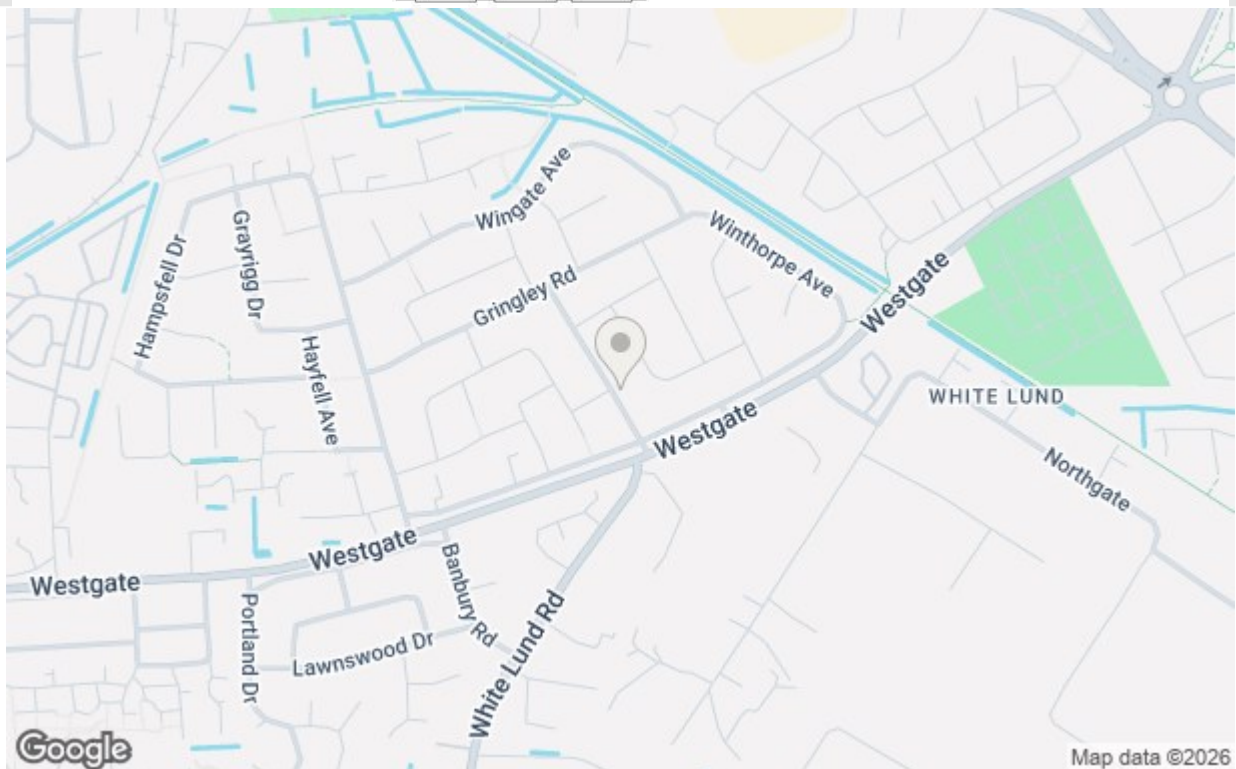 Wingate Ave
Winthorpe Ave
Grayrigg Dr
Hampsfell Dr
Gringley Rd
Westgate
Hayfell Ave
WHITE LUND
Westgate
Northgate
Westgate
Westgate
Banbury Rd
Portland Dr
Lawnswood Dr
White Lund Rd
Google
Map data ©2026